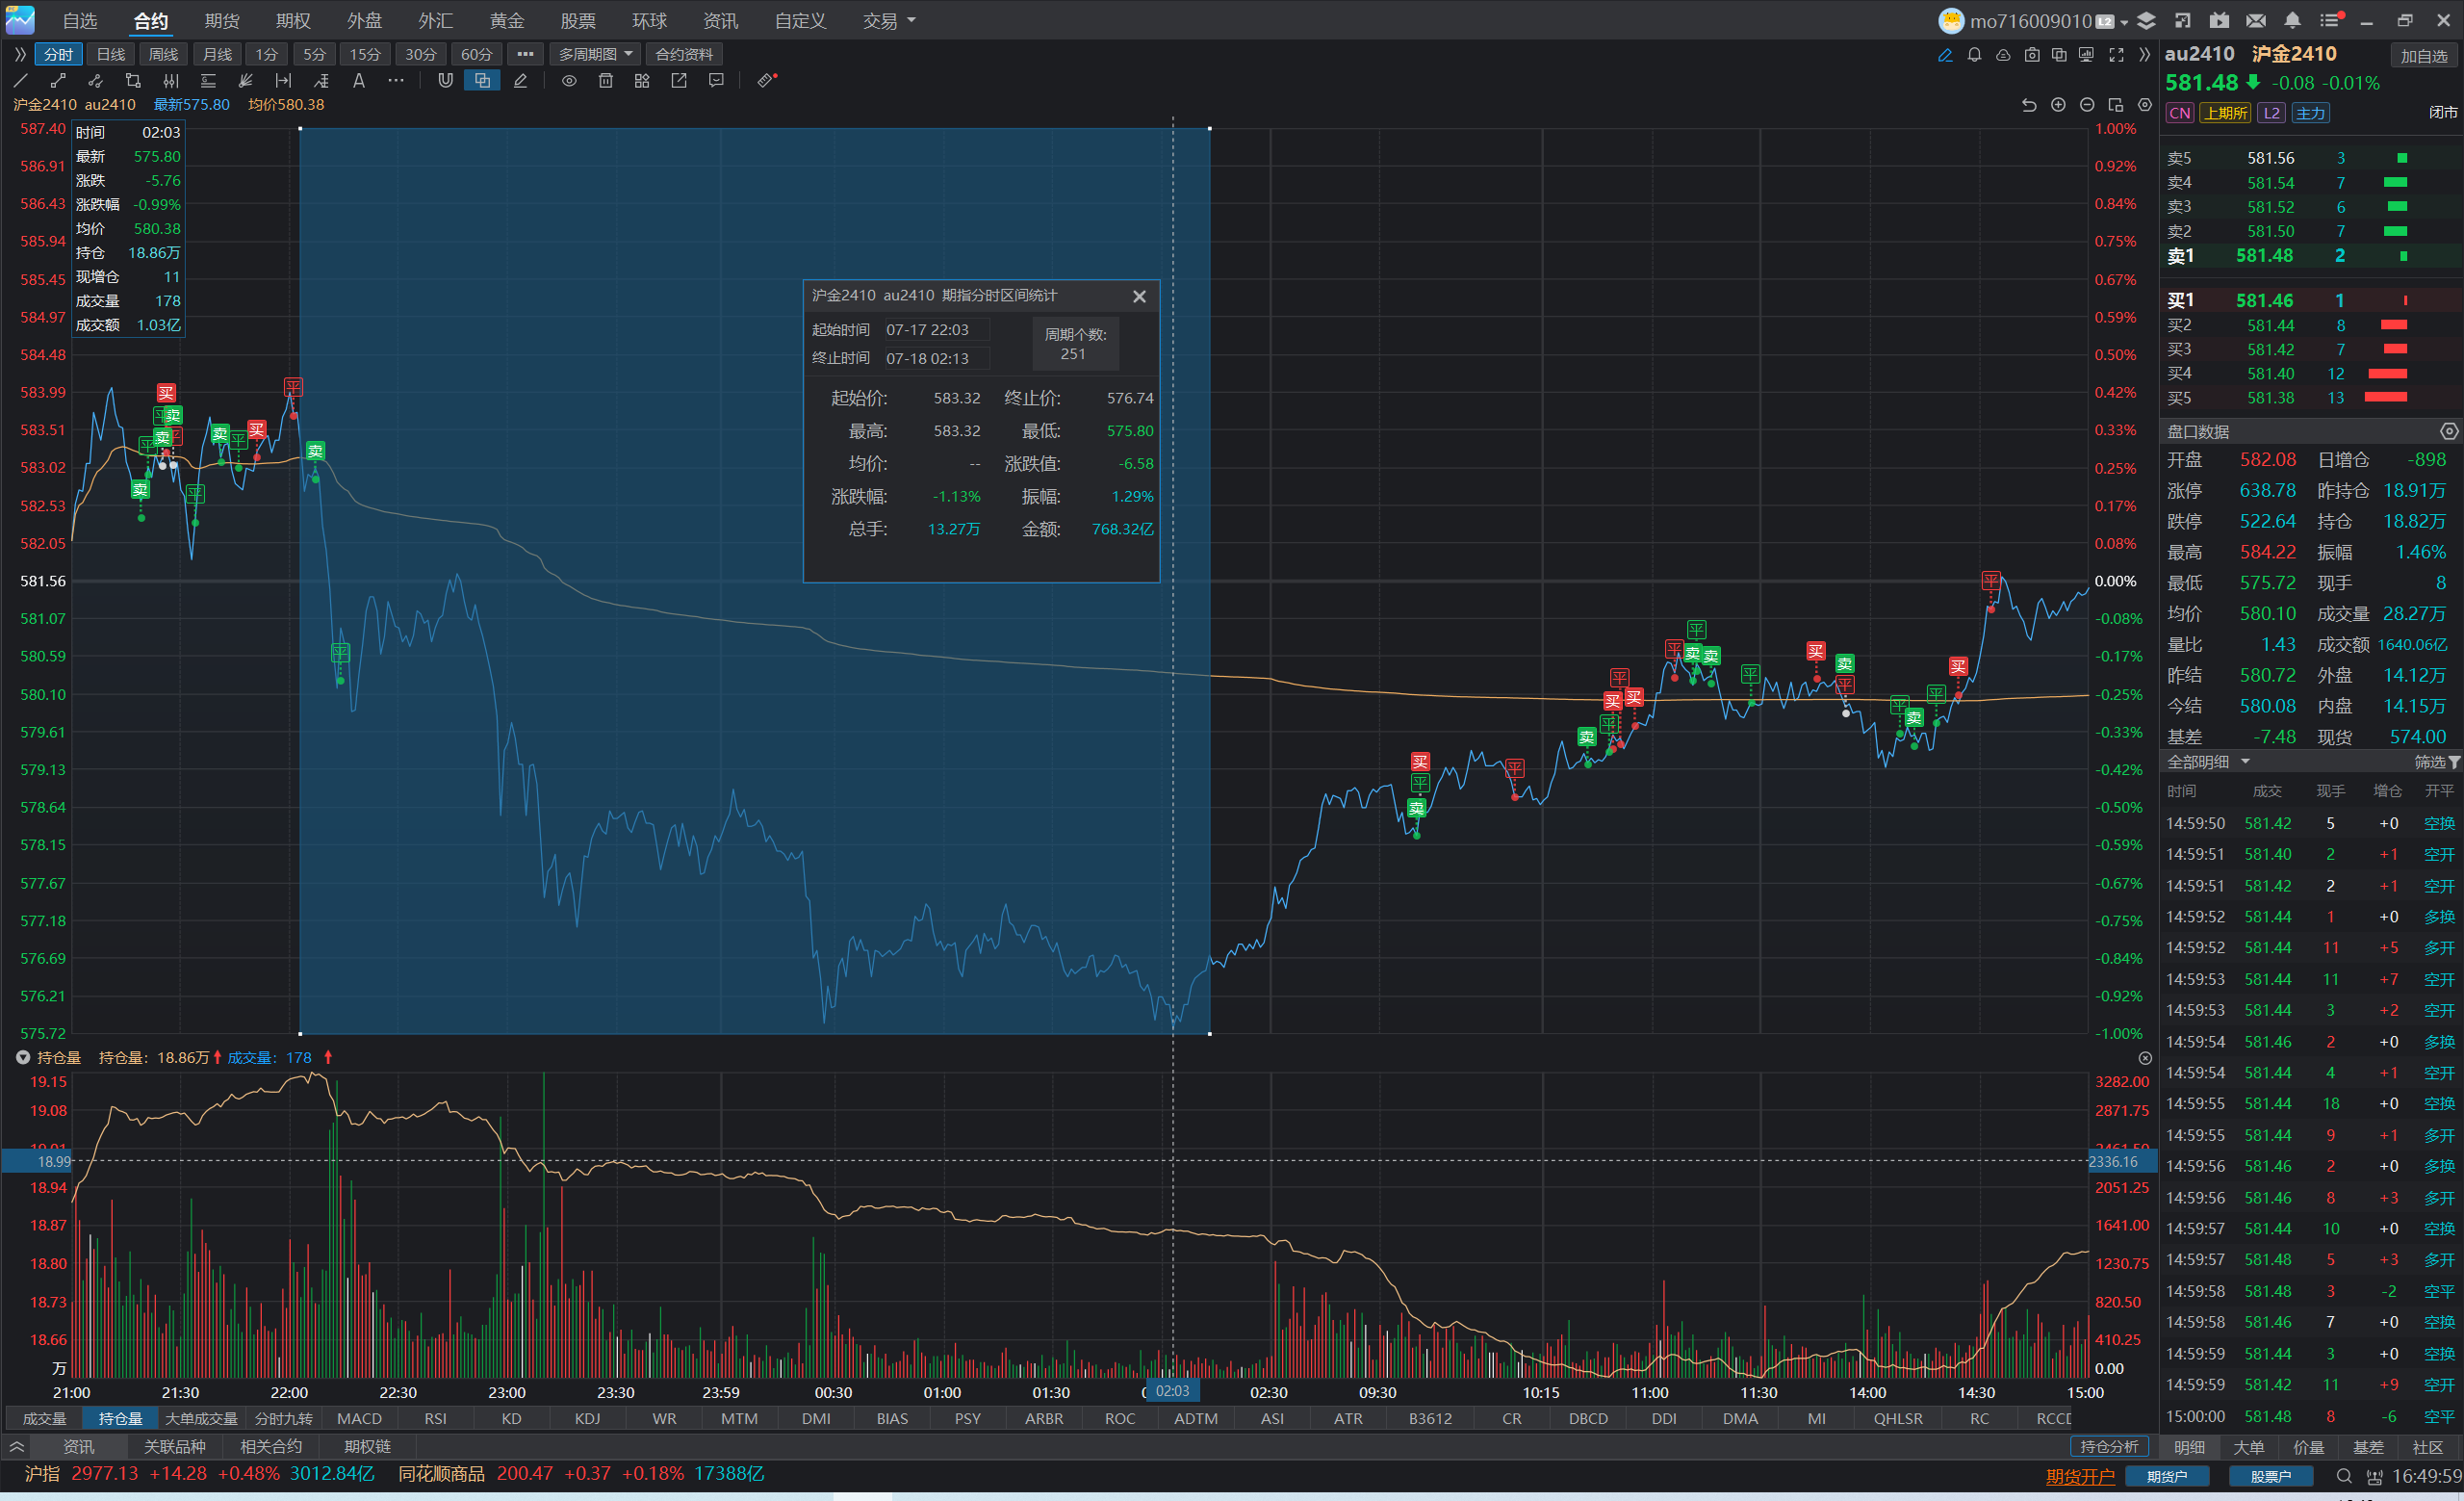 自选 合约 期货 期权 外盘 外汇 黄金 股票 环球 资讯 自定义 交易 mo716009010 L2
分时 日线 周线 月线 1分 5分 15分 30分 60分 ••• 多周期图 合约资料
沪金2410 au2410 最新575.80 均价580.38
时间 02:03
最新 575.80
涨跌 -5.76
涨跌幅 -0.99%
均价 580.38
持仓 18.86万
现增仓 11
成交量 178
成交额 1.03亿
587.40 1.00%
586.91 0.92%
586.43 0.84%
585.94 0.75%
585.45 0.67%
584.97 0.59%
584.48 0.50%
583.99 0.42%
583.51 0.33%
583.02 0.25%
582.53 0.17%
582.05 0.08%
581.56 0.00%
581.07 -0.08%
580.59 -0.17%
580.10 -0.25%
579.61 -0.33%
579.13 -0.42%
578.64 -0.50%
578.15 -0.59%
577.67 -0.67%
577.18 -0.75%
576.69 -0.84%
576.21 -0.92%
575.72 -1.00%
沪金2410 au2410 期指分时区间统计
起始时间 07-17 22:03
终止时间 07-18 02:13
周期个数:
251
起始价: 583.32 终止价: 576.74
最高: 583.32 最低: 575.80
均价: -- 涨跌值: -6.58
涨跌幅: -1.13% 振幅: 1.29%
总手: 13.27万 金额: 768.32亿
持仓量 持仓量: 18.86万 成交量: 178
19.15 3282.00
19.08 2871.75
18.99 2336.16
18.94 2051.25
18.87 1641.00
18.80 1230.75
18.73 820.50
18.66 410.25
万 0.00
21:00 21:30 22:00 22:30 23:00 23:30 23:59 00:30 01:00 01:30 02:03 02:30 09:30 10:15 11:00 11:30 14:00 14:30 15:00
成交量 持仓量 大单成交量 分时九转 MACD RSI KD KDJ WR MTM DMI BIAS PSY ARBR ROC ADTM ASI ATR B3612 CR DBCD DDI DMA MI QHLSR RC
资讯 关联品种 相关合约 期权链 持仓分析
沪指 2977.13 +14.28 +0.48% 3012.84亿 同花顺商品 200.47 +0.37 +0.18% 17388亿 期货开户 期货户 股票户 16:49:59
au2410 沪金2410 加自选
581.48 -0.08 -0.01%
CN 上期所 L2 主力 闭市
卖5 581.56 3
卖4 581.54 7
卖3 581.52 6
卖2 581.50 7
卖1 581.48 2
买1 581.46 1
买2 581.44 8
买3 581.42 7
买4 581.40 12
买5 581.38 13
盘口数据
开盘 582.08 日增仓 -898
涨停 638.78 昨持仓 18.91万
跌停 522.64 持仓 18.82万
最高 584.22 振幅 1.46%
最低 575.72 现手 8
均价 580.10 成交量 28.27万
量比 1.43 成交额 1640.06亿
昨结 580.72 外盘 14.12万
今结 580.08 内盘 14.15万
基差 -7.48 现货 574.00
全部明细 筛选
时间 成交 现手 增仓 开平
14:59:50 581.42 5 +0 空换
14:59:51 581.40 2 +1 空开
14:59:51 581.42 2 +1 空开
14:59:52 581.44 1 +0 多换
14:59:52 581.44 11 +5 多开
14:59:53 581.44 11 +7 空开
14:59:53 581.44 3 +2 空开
14:59:54 581.46 2 +0 多换
14:59:54 581.44 4 +1 空开
14:59:55 581.44 18 +0 空换
14:59:55 581.44 9 +1 多开
14:59:56 581.46 2 +0 多换
14:59:56 581.46 8 +3 多开
14:59:57 581.44 10 +0 空换
14:59:57 581.48 5 +3 多开
14:59:58 581.48 3 -2 空平
14:59:58 581.46 7 +0 空换
14:59:59 581.44 3 +0 空换
14:59:59 581.42 11 +9 空开
15:00:00 581.48 8 -6 空平
明细 大单 价量 基差 社区